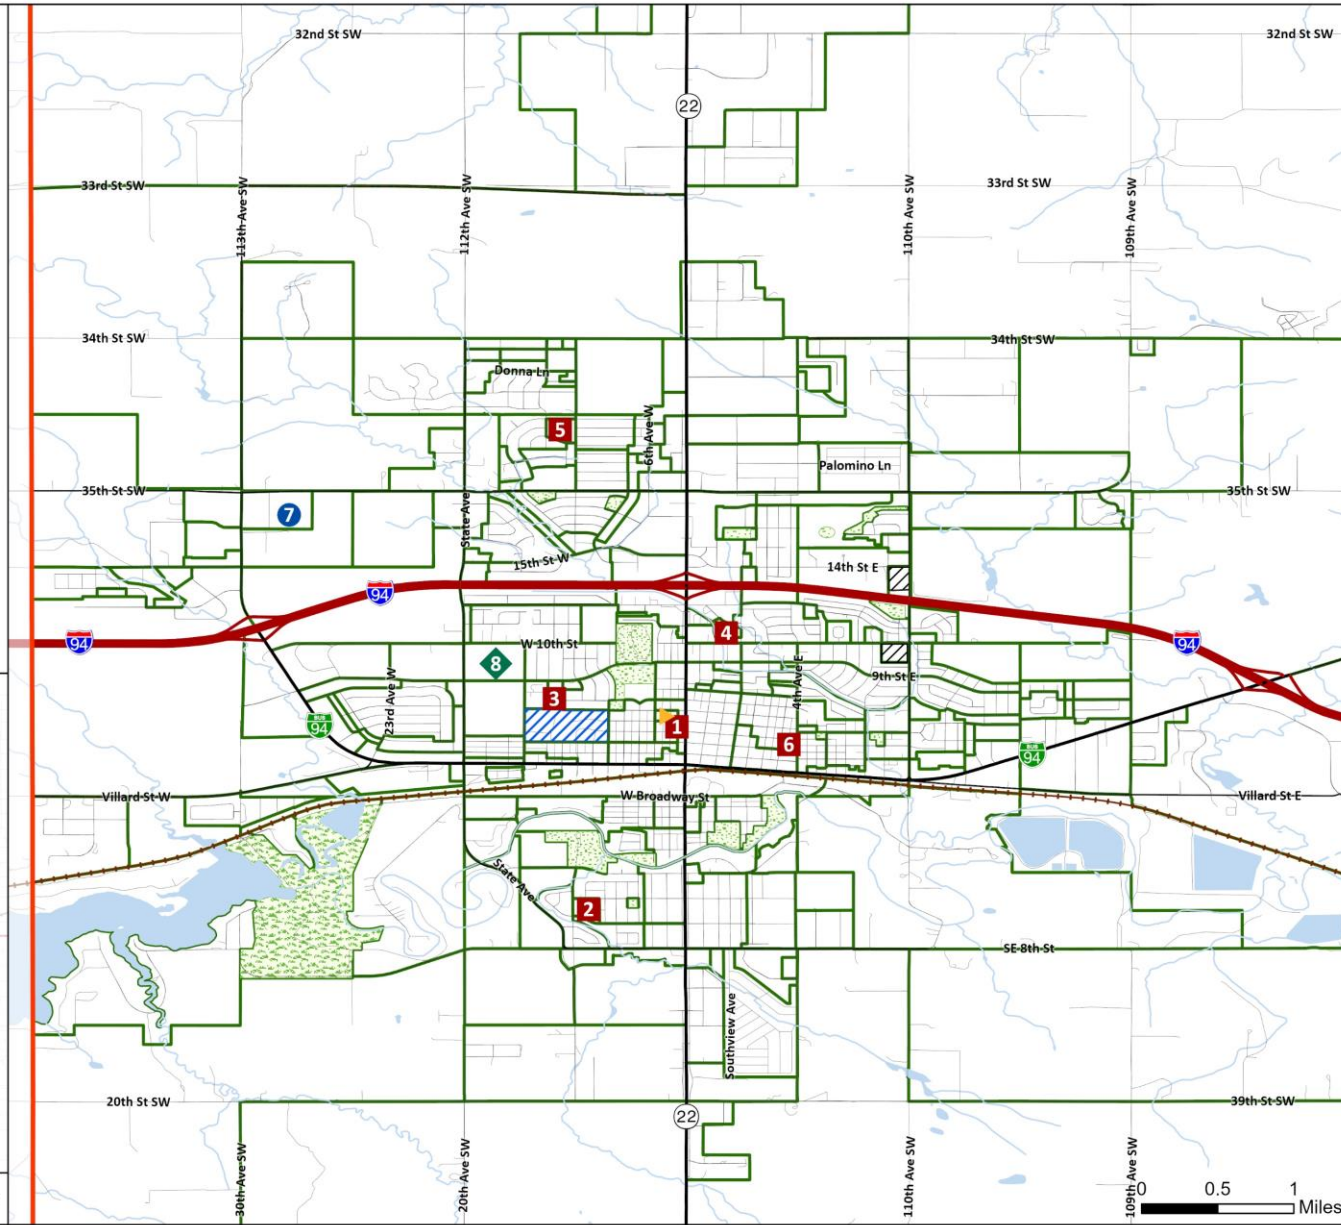 32nd St SW
32nd St SW
22
33rd St SW
113th Ave SW
112th Ave SW
110th Ave SW
33rd St SW
109th Ave SW
34th St SW
34th St SW
Donna Ln
5
6th Ave W
Palomino Ln
35th St SW
35th St SW
7
State Ave
15th St W
14th St E
94
94
94
4
W 10th St
8
9th St E
4th Ave E
23rd Ave W
3
BUS
94
1
6
BUS
94
Villard St W
W Broadway St
Villard St E
State Ave
2
SE 8th St
Southview Ave
20th St SW
39th St SW
22
30th Ave SW
20th Ave SW
110th Ave SW
109th Ave SW
0 0.5 1
Miles